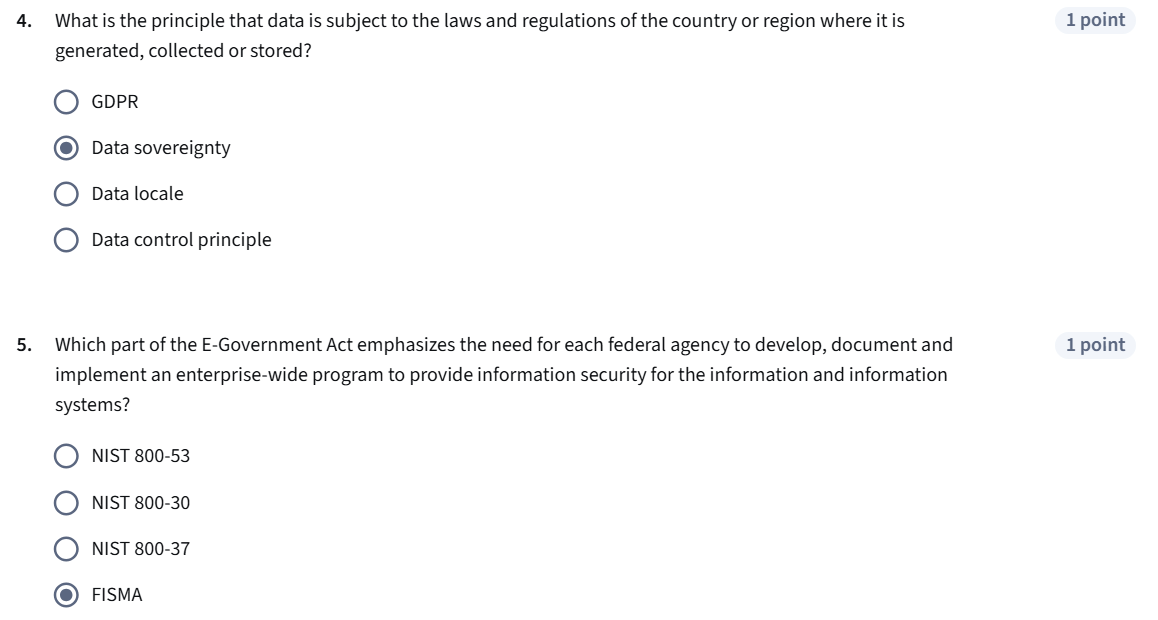 4. What is the principle that data is subject to the laws and regulations of the country or region where it is 1 point
generated, collected or stored?
GDPR
Data sovereignty
Data locale
Data control principle
5. Which part of the E-Government Act emphasizes the need for each federal agency to develop, document and 1 point
implement an enterprise-wide program to provide information security for the information and information
systems?
NIST 800-53
NIST 800-30
NIST 800-37
FISMA